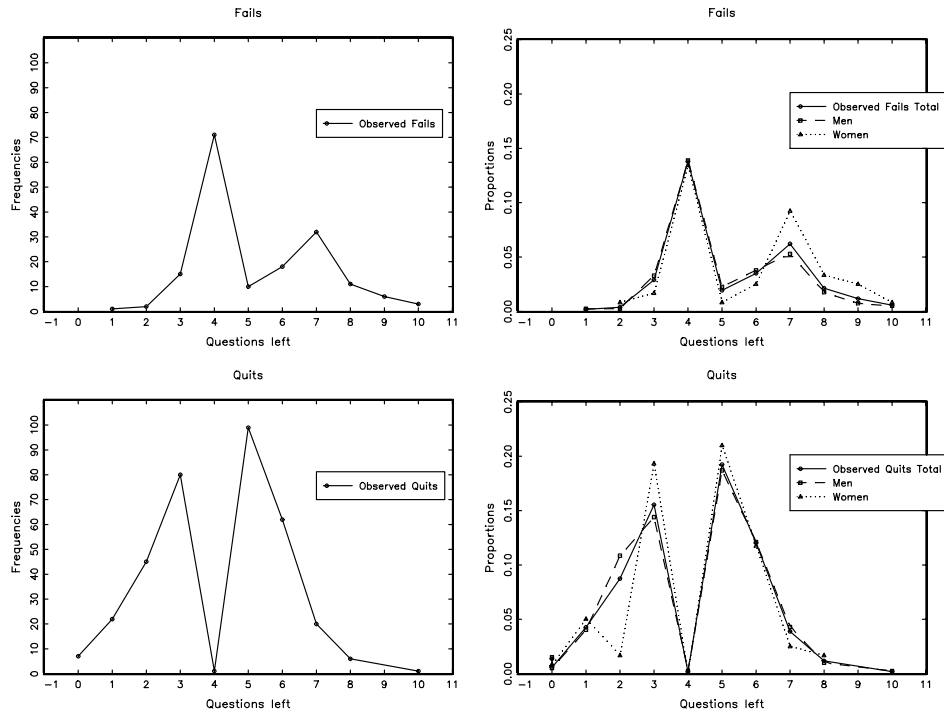 Fails
Frequencies
0 10 20 30 40 50 60 70 80 90 100
Observed Fails
-1 0 1 2 3 4 5 6 7 8 9 10 11
Questions left
Fails
Proportions
0.00 0.05 0.10 0.15 0.20 0.25
Observed Fails Total
Men
Women
-1 0 1 2 3 4 5 6 7 8 9 10 11
Questions left
Quits
Frequencies
0 10 20 30 40 50 60 70 80 90 100
Observed Quits
-1 0 1 2 3 4 5 6 7 8 9 10 11
Questions left
Quits
Proportions
0.00 0.05 0.10 0.15 0.20 0.25
Observed Quits Total
Men
Women
-1 0 1 2 3 4 5 6 7 8 9 10 11
Questions left